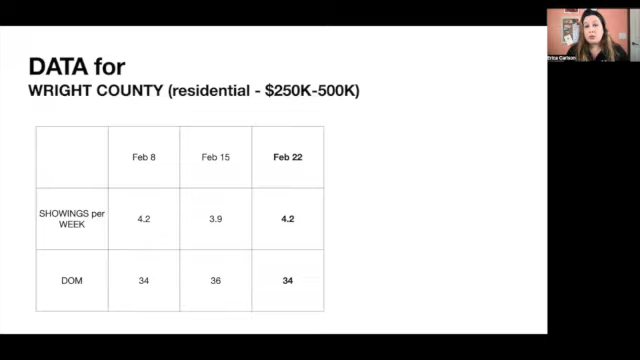 DATA for
WRIGHT COUNTY (residential - $250K-500K)
Feb 8 Feb 15 Feb 22
SHOWINGS per
WEEK 4.2 3.9 4.2
DOM 34 36 34
Erica Carlson